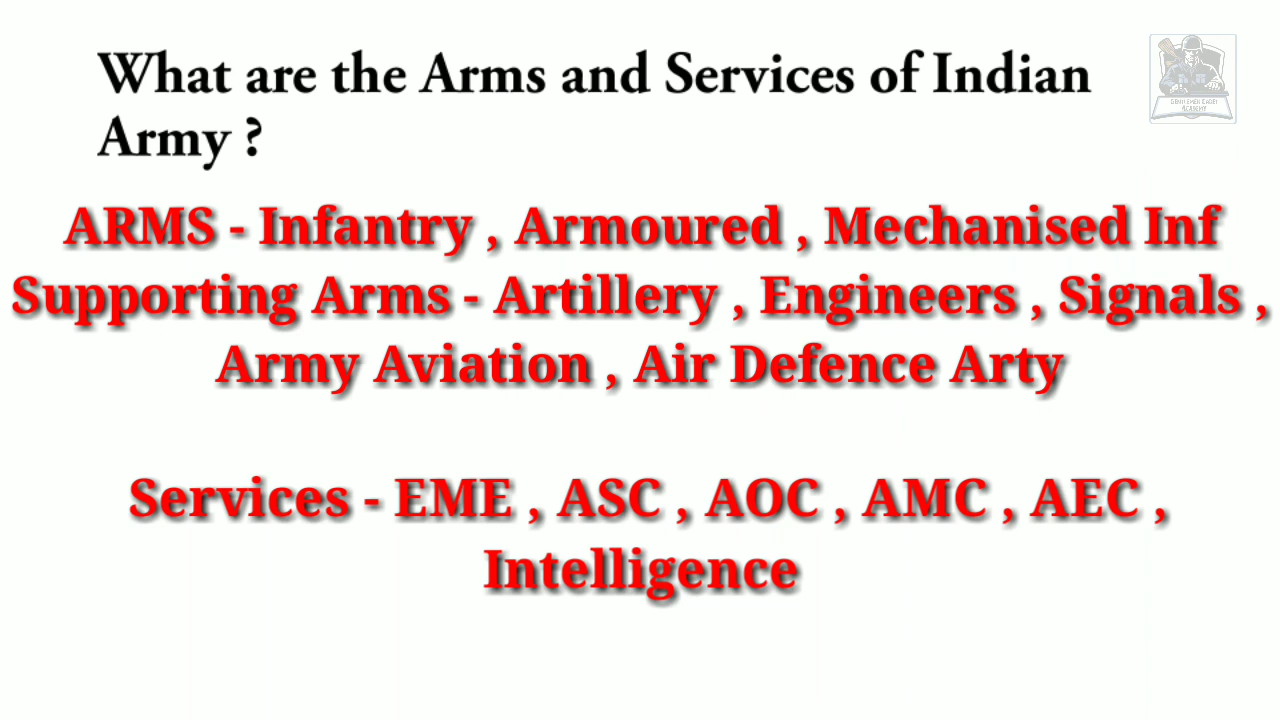 What are the Arms and Services of Indian
Army ?
ARMS - Infantry , Armoured , Mechanised Inf
Supporting Arms - Artillery , Engineers , Signals ,
Army Aviation , Air Defence Arty
Services - EME , ASC , AOC , AMC , AEC ,
Intelligence
ACADEMY